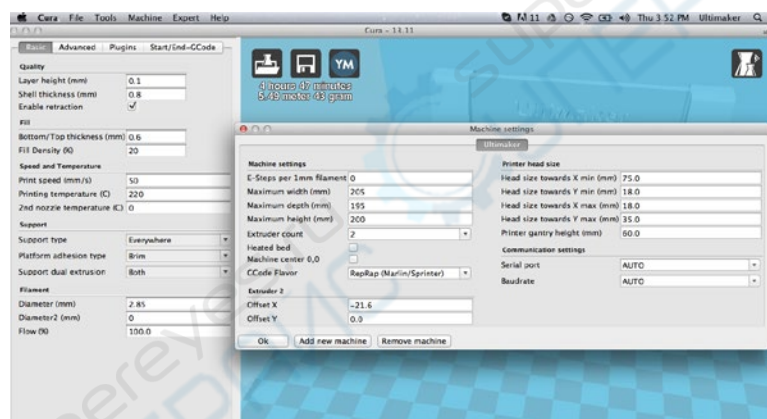 Cura File Tools Machine Expert Help
11
Thu 3:52 PM Ultimaker
Cura - 13.11
Basic Advanced Plugins Start/End-GCode
Quality
Layer height (mm) 0.1
Shell thickness (mm) 0.8
Enable retraction
Fill
Bottom/Top thickness (mm) 0.6
Fill Density (%) 20
Speed and Temperature
Print speed (mm/s) 50
Printing temperature (C) 220
2nd nozzle temperature (C) 0
Support
Support type Everywhere
Platform adhesion type Brim
Support dual extrusion Both
Filament
Diameter (mm) 2.85
Diameter2 (mm) 0
Flow (%) 100.0
YM
4 hours 47 minutes
5.49 meter 43 gram
Ultimaker
Machine settings
Ultimaker
Machine settings
E-Steps per 1mm filament 0
Maximum width (mm) 205
Maximum depth (mm) 195
Maximum height (mm) 200
Extruder count 2
Heated bed
Machine center 0,0
GCode Flavor RepRap (Marlin/Sprinter)
Extruder 2
Offset X -21.6
Offset Y 0.0
Printer head size
Head size towards X min (mm) 75.0
Head size towards Y min (mm) 18.0
Head size towards X max (mm) 18.0
Head size towards Y max (mm) 35.0
Printer gantry height (mm) 60.0
Communication settings
Serial port AUTO
Baudrate AUTO
Ok Add new machine Remove machine